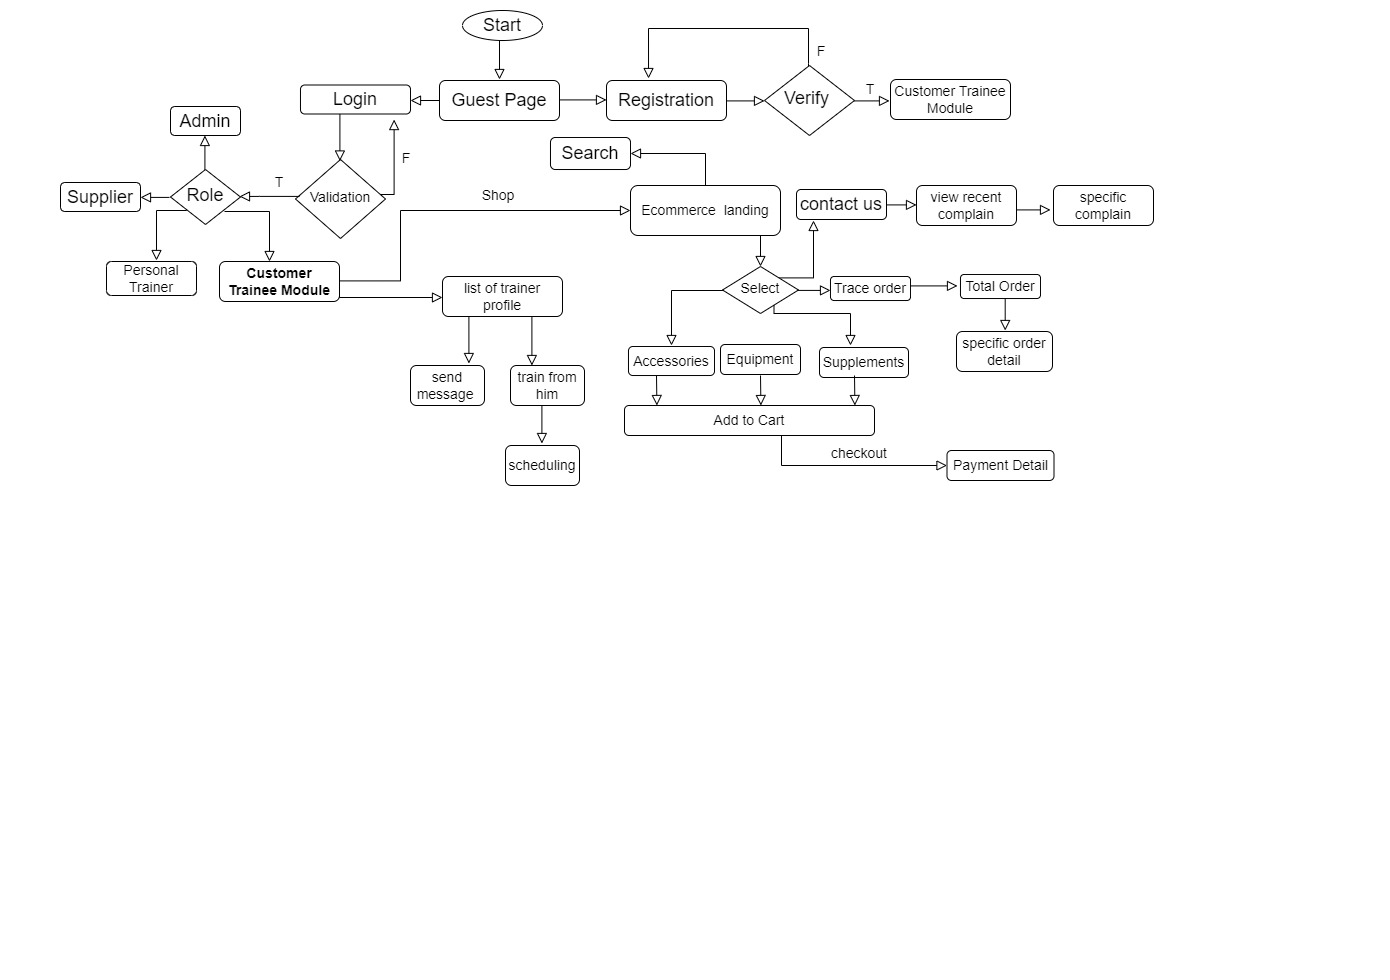 Start
F
Login
Guest Page
Registration
Verify
T
Customer Trainee
Module
Admin
Search
F
T
Supplier
Role
Validation
Shop
Ecommerce landing
contact us
view recent
complain
specific
complain
Personal
Trainer
Customer
Trainee Module
list of trainer
profile
Select
Trace order
Total Order
specific order
detail
Accessories
Equipment
Supplements
send
message
train from
him
Add to Cart
checkout
scheduling
Payment Detail